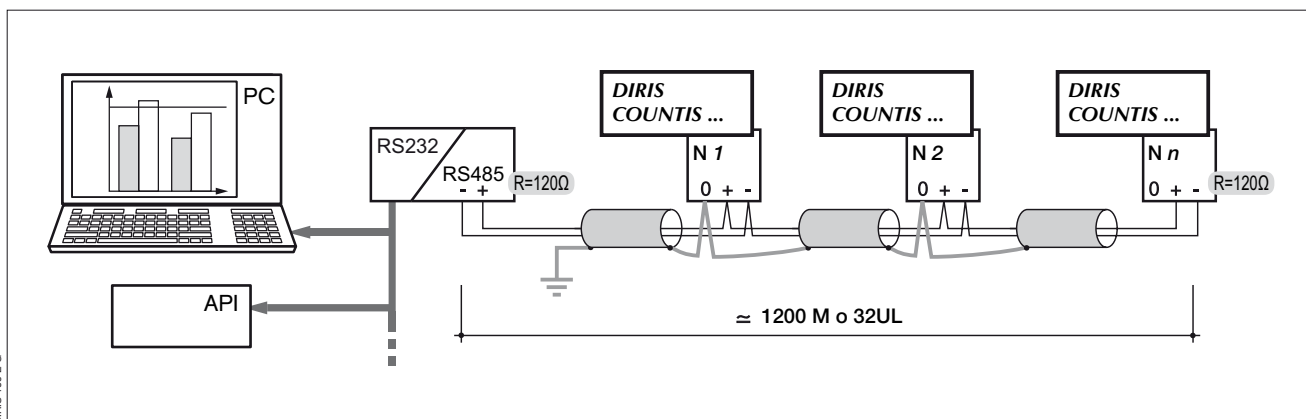 PC
API
RS232
RS485
- +
R=120Ω
DIRIS
COUNTIS ...
N 1
0 + -
DIRIS
COUNTIS ...
N 2
0 + -
DIRIS
COUNTIS ...
N n
0 + -
R=120Ω
≃ 1200 M o 32UL